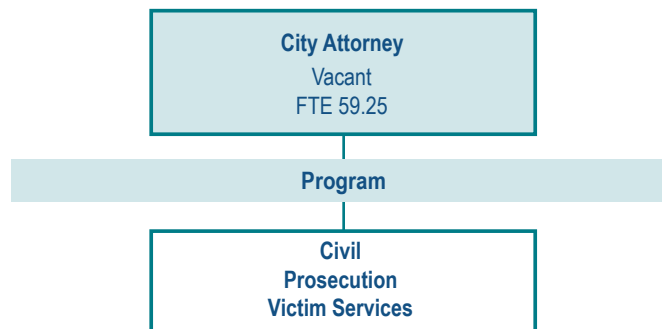 City Attorney
Vacant
FTE 59.25
Program
Civil
Prosecution
Victim Services